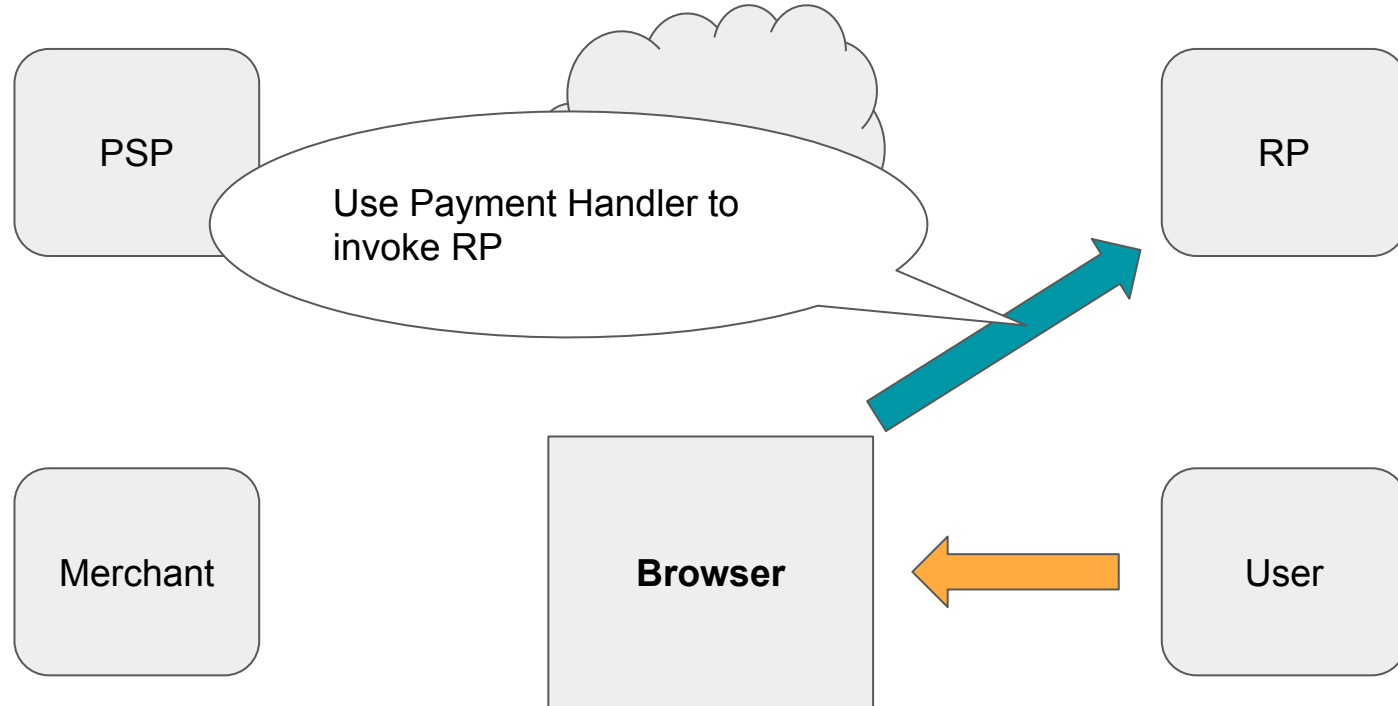 PSP
RP
Use Payment Handler to
invoke RP
Merchant
Browser
User